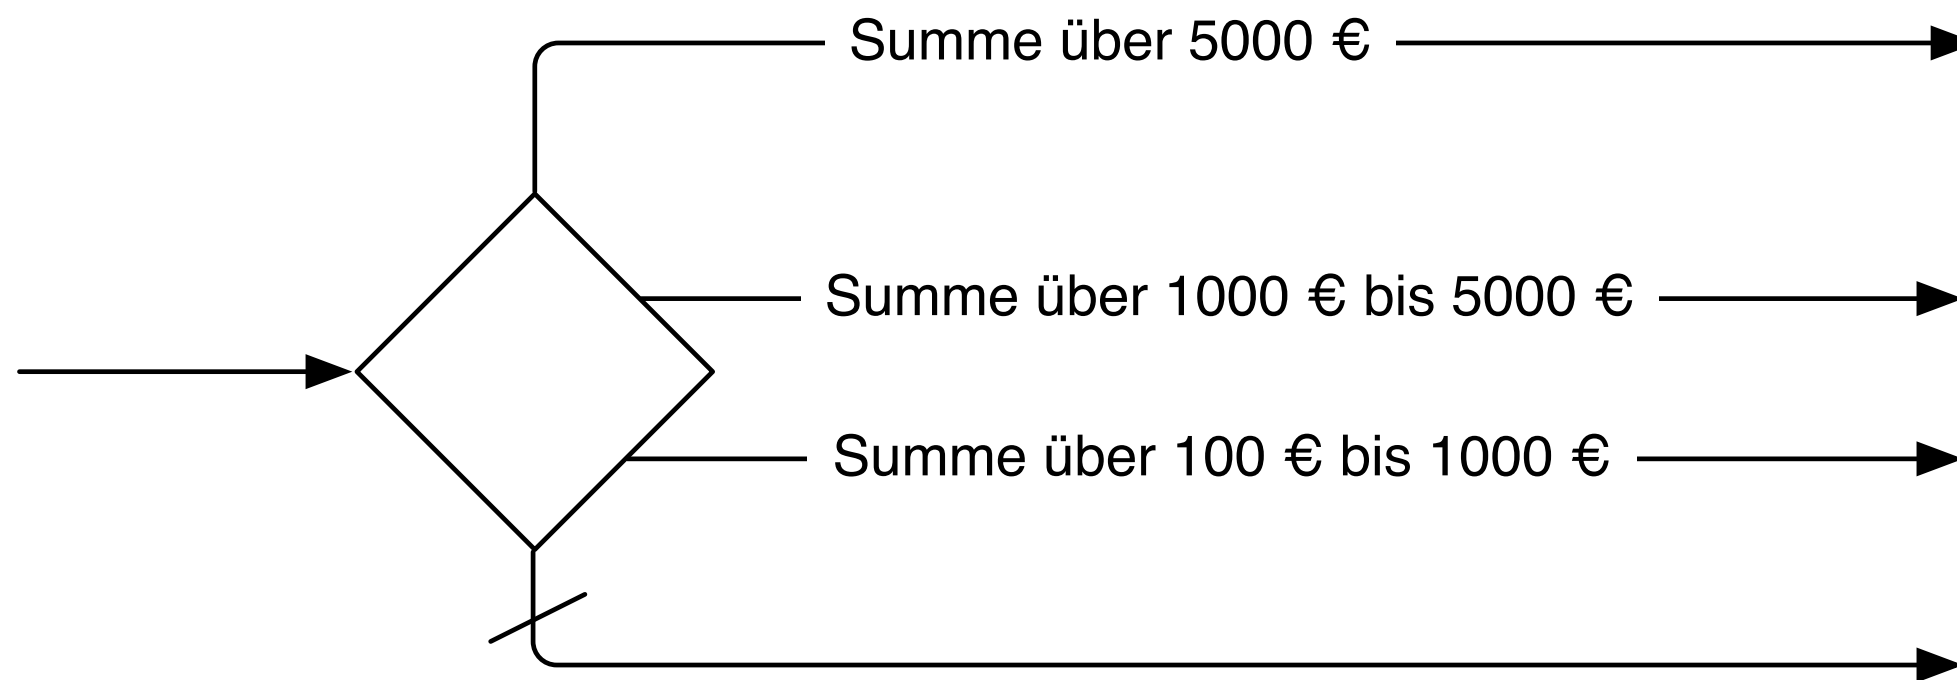 Summe über 5000 €
Summe über 1000 € bis 5000 €
Summe über 100 € bis 1000 €